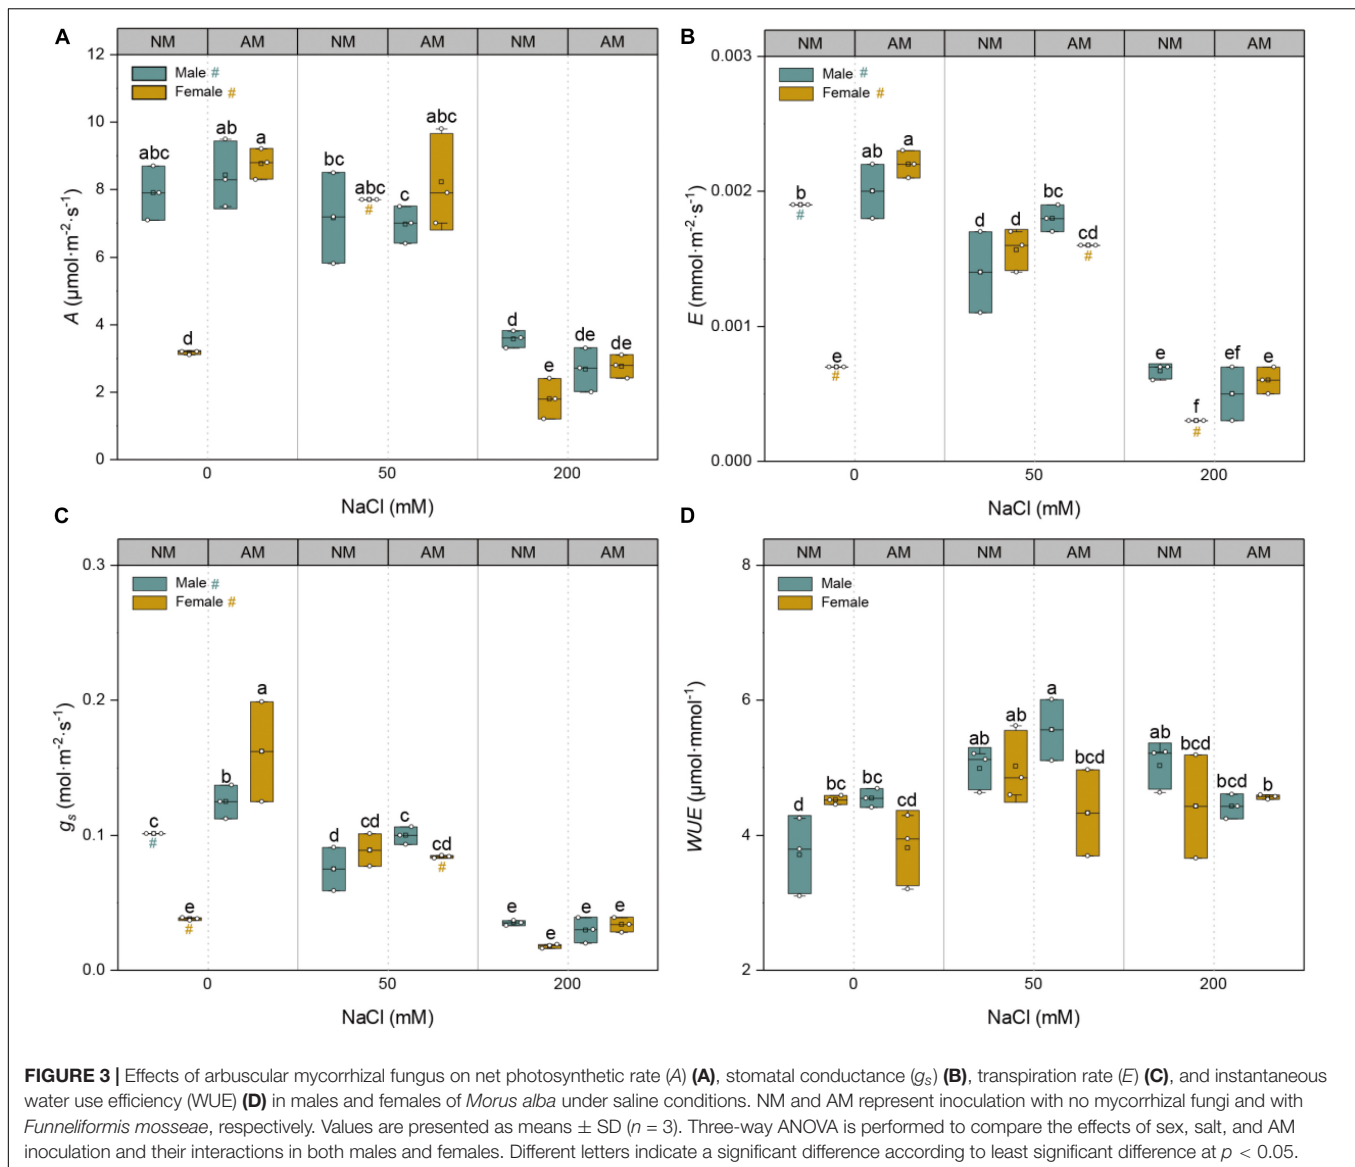 A
NM AM NM AM NM AM
12
10
8
6
4
2
0
A (µmol·m-2·s-1)
Male #
Female #
abc
d
ab
a
bc
abc
#
c
abc
d
e
de
de
0 50 200
NaCl (mM)
B
NM AM NM AM NM AM
0.003
0.002
0.001
0.000
E (mmol·m-2·s-1)
Male #
Female #
b
#
e
#
ab
a
d
d
bc
cd
#
e
f
#
ef
e
0 50 200
NaCl (mM)
C
NM AM NM AM NM AM
0.3
0.2
0.1
0.0
gs (mol·m-2·s-1)
Male #
Female #
c
#
e
#
b
a
d
cd
c
cd
#
e
e
e
e
0 50 200
NaCl (mM)
D
NM AM NM AM NM AM
8
6
4
2
WUE (µmol·mmol-1)
Male
Female
d
bc
bc
cd
ab
ab
a
bcd
ab
bcd
bcd
b
0 50 200
NaCl (mM)
FIGURE 3 | Effects of arbuscular mycorrhizal fungus on net photosynthetic rate (A) (A), stomatal conductance (gs) (B), transpiration rate (E) (C), and instantaneous
water use efficiency (WUE) (D) in males and females of Morus alba under saline conditions. NM and AM represent inoculation with no mycorrhizal fungi and with
Funneliformis mosseae, respectively. Values are presented as means ± SD (n = 3). Three-way ANOVA is performed to compare the effects of sex, salt, and AM
inoculation and their interactions in both males and females. Different letters indicate a significant difference according to least significant difference at p < 0.05.